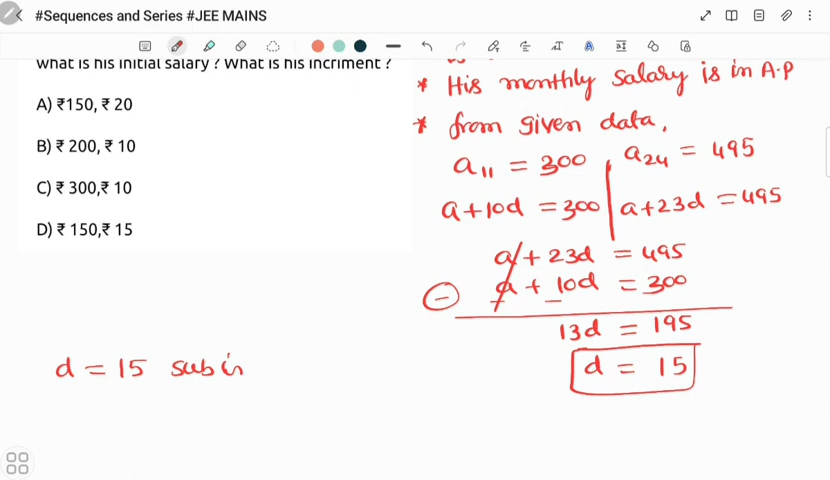 #Sequences and Series #JEE MAINS
what is his initial salary ? What is his incriment ?
A) ₹150, ₹ 20
B) ₹ 200, ₹ 10
C) ₹ 300,₹ 10
D) ₹ 150,₹ 15
* His monthly salary is in A.P
* from given data,
a₁₁ = 300
a₂₄ = 495
a+10d = 300
a+23d = 495
a + 23d = 495
a + 10d = 300
13d = 195
d = 15
d = 15 sub in